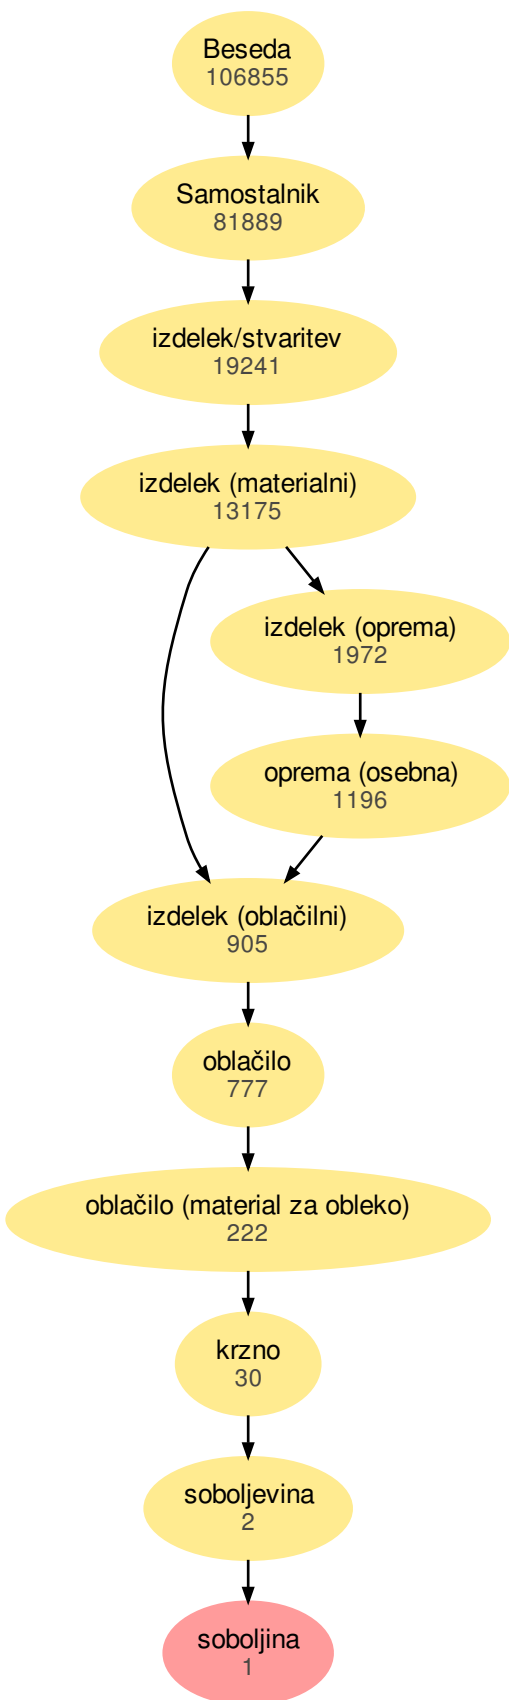 Beseda
106855
Samostalnik
81889
izdelek/stvaritev
19241
izdelek (materialni)
13175
izdelek (oprema)
1972
oprema (osebna)
1196
izdelek (oblačilni)
905
oblačilo
777
oblačilo (material za obleko)
222
krzno
30
soboljevina
2
soboljina
1